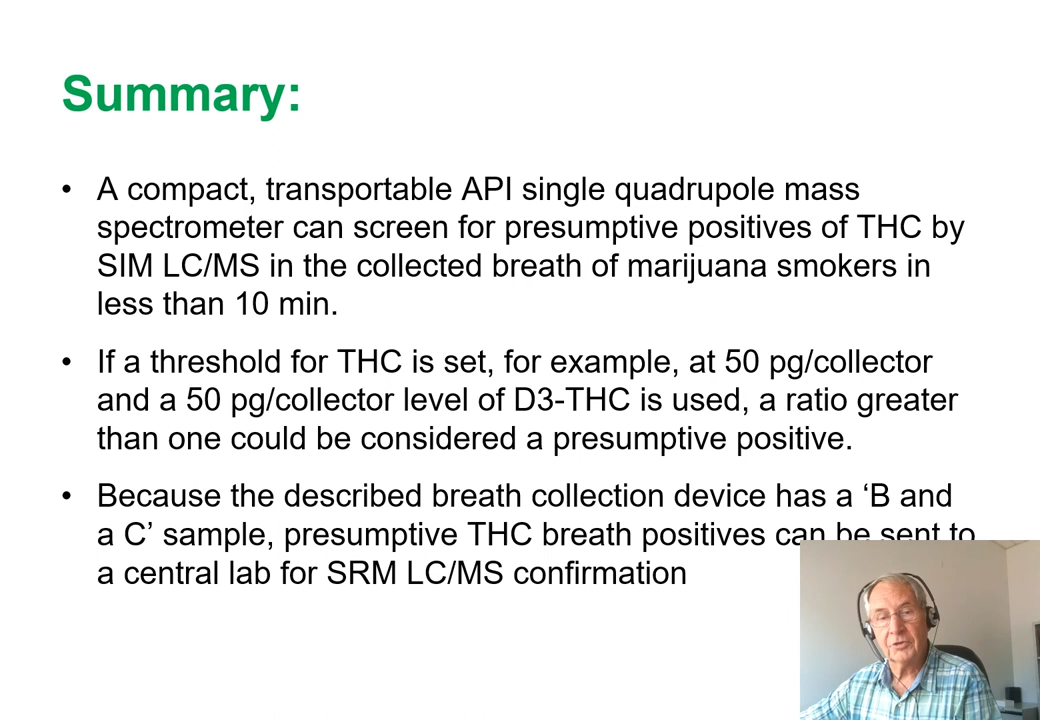 Summary:
• A compact, transportable API single quadrupole mass
spectrometer can screen for presumptive positives of THC by
SIM LC/MS in the collected breath of marijuana smokers in
less than 10 min.
• If a threshold for THC is set, for example, at 50 pg/collector
and a 50 pg/collector level of D3-THC is used, a ratio greater
than one could be considered a presumptive positive.
• Because the described breath collection device has a ‘B and
a C’ sample, presumptive THC breath positives can be sent to
a central lab for SRM LC/MS confirmation